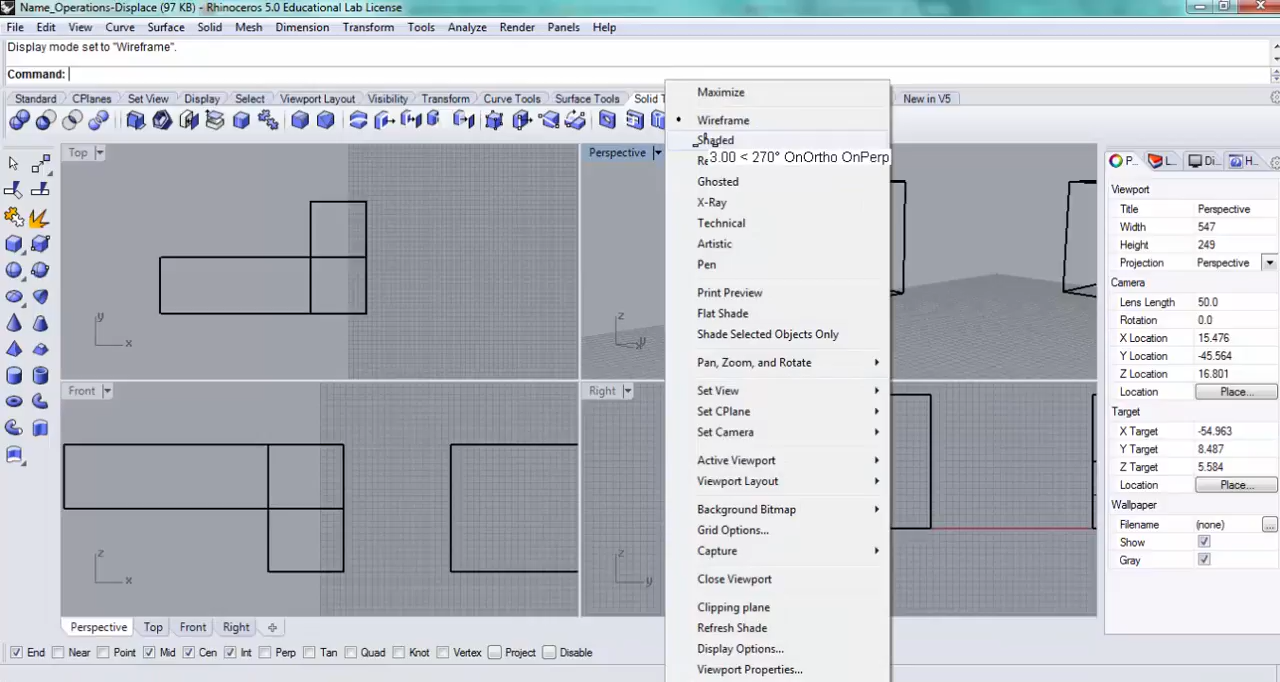 Name_Operations-Displace (97 KB) - Rhinoceros 5.0 Educational Lab License
File Edit View Curve Surface Solid Mesh Dimension Transform Tools Analyze Render Panels Help
Display mode set to "Wireframe".
Command:
Standard CPlanes Set View Display Select Viewport Layout Visibility Transform Curve Tools Surface Tools Solid T New in V5
Top
Perspective
Front
Right
y
x
z
y
x
z
x
z
y
Maximize
Wireframe
Shaded
Re
3.00 < 270° OnOrtho OnPerp
Ghosted
X-Ray
Technical
Artistic
Pen
Print Preview
Flat Shade
Shade Selected Objects Only
Pan, Zoom, and Rotate
Set View
Set CPlane
Set Camera
Active Viewport
Viewport Layout
Background Bitmap
Grid Options...
Capture
Close Viewport
Clipping plane
Refresh Shade
Display Options...
Viewport Properties...
P... L... Di... H...
Viewport
Title Perspective
Width 547
Height 249
Projection Perspective
Camera
Lens Length 50.0
Rotation 0.0
X Location 15.476
Y Location -45.564
Z Location 16.801
Location Place...
Target
X Target -54.963
Y Target 8.487
Z Target 5.584
Location Place...
Wallpaper
Filename (none) ...
Show
Gray
Perspective Top Front Right
End Near Point Mid Cen Int Perp Tan Quad Knot Vertex Project Disable